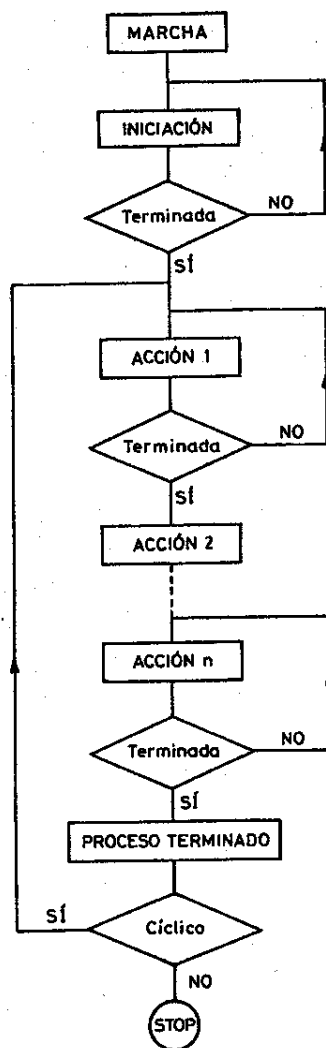 MARCHA
INICIACIÓN
Terminada
NO
SÍ
ACCIÓN 1
Terminada
NO
SÍ
ACCIÓN 2
ACCIÓN n
Terminada
NO
SÍ
PROCESO TERMINADO
SÍ
Cíclico
NO
STOP